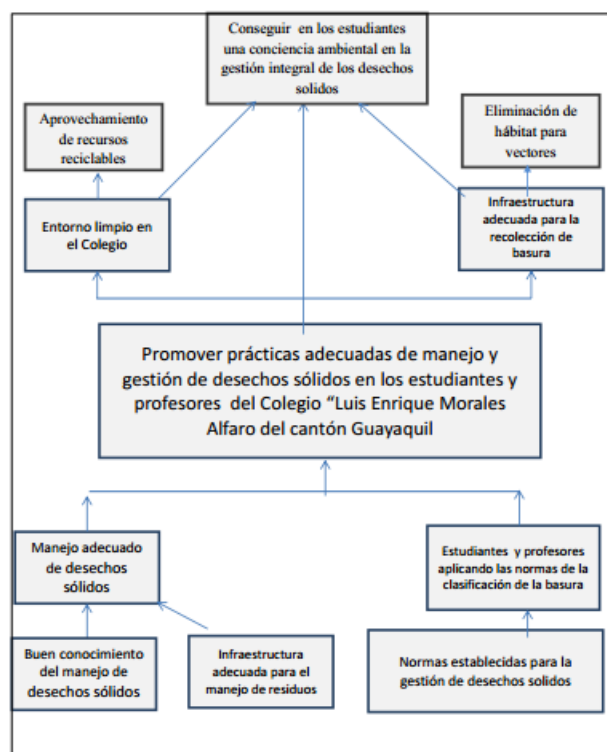 Conseguir en los estudiantes
una conciencia ambiental en la
gestión integral de los desechos
solidos
Aprovechamiento
de recursos
reciclables
Eliminación de
hábitat para
vectores
Entorno limpio en
el Colegio
Infraestructura
adecuada para la
recolección de
basura
Promover prácticas adecuadas de manejo y
gestión de desechos sólidos en los estudiantes y
profesores del Colegio “Luis Enrique Morales
Alfaro del cantón Guayaquil
Manejo adecuado
de desechos
sólidos
Estudiantes y profesores
aplicando las normas de la
clasificación de la basura
Buen conocimiento
del manejo de
desechos sólidos
Infraestructura
adecuada para el
manejo de residuos
Normas establecidas para la
gestión de desechos solidos